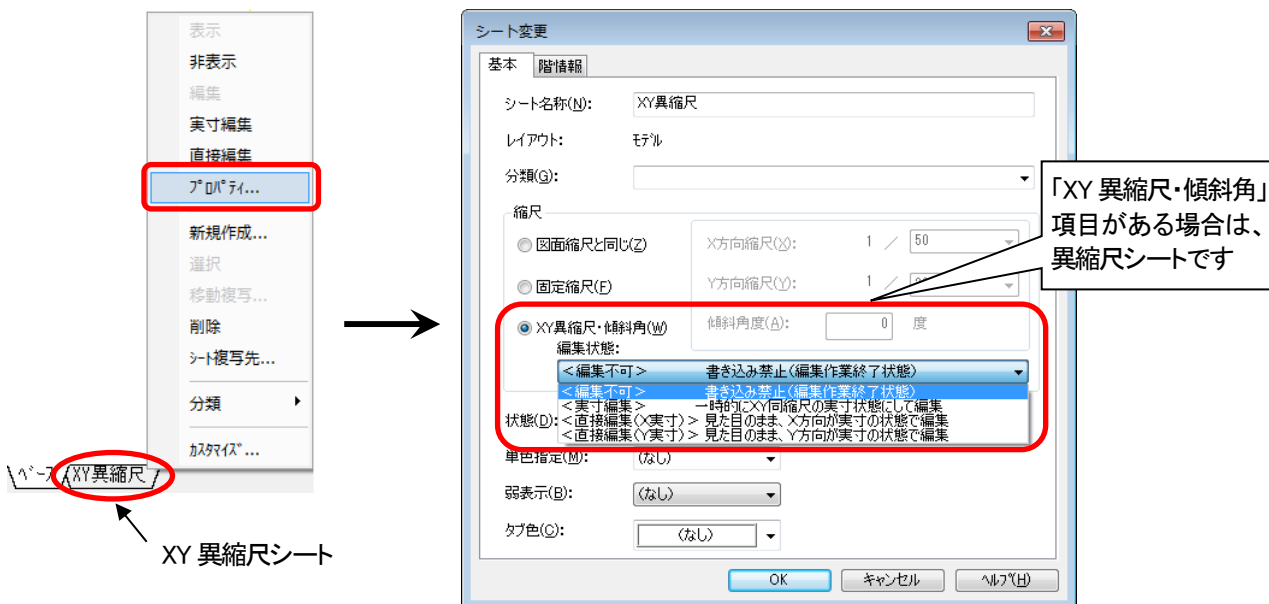 表示
非表示
編集
実寸編集
直接編集
ﾌﾟﾛﾊﾟﾃｨ...
新規作成...
選択
移動複写...
削除
ｼｰﾄ複写先...
分類
ｶｽﾀﾏｲｽﾞ...
ﾍﾞｰｽ XY異縮尺
XY 異縮尺シート
シート変更
基本 階情報
シート名称(N): XY異縮尺
レイアウト: ﾓﾃﾞﾙ
分類(G):
縮尺
図面縮尺と同じ(Z) X方向縮尺(X): 1 / 50
固定縮尺(F) Y方向縮尺(Y): 1 /
XY異縮尺・傾斜角(W) 傾斜角度(A): 0 度
編集状態:
<編集不可> 書き込み禁止(編集作業終了状態)
<編集不可> 書き込み禁止(編集作業終了状態)
<実寸編集> 一時的にXY同縮尺の実寸状態にして編集
状態(D): <直接編集(X実寸)> 見た目のまま、X方向が実寸の状態で編集
<直接編集(Y実寸)> 見た目のまま、Y方向が実寸の状態で編集
単色指定(M): (なし)
弱表示(B): (なし)
タブ色(C): (なし)
OK キャンセル ﾍﾙﾌﾟ(H)
「XY 異縮尺・傾斜角」
項目がある場合は、
異縮尺シートです